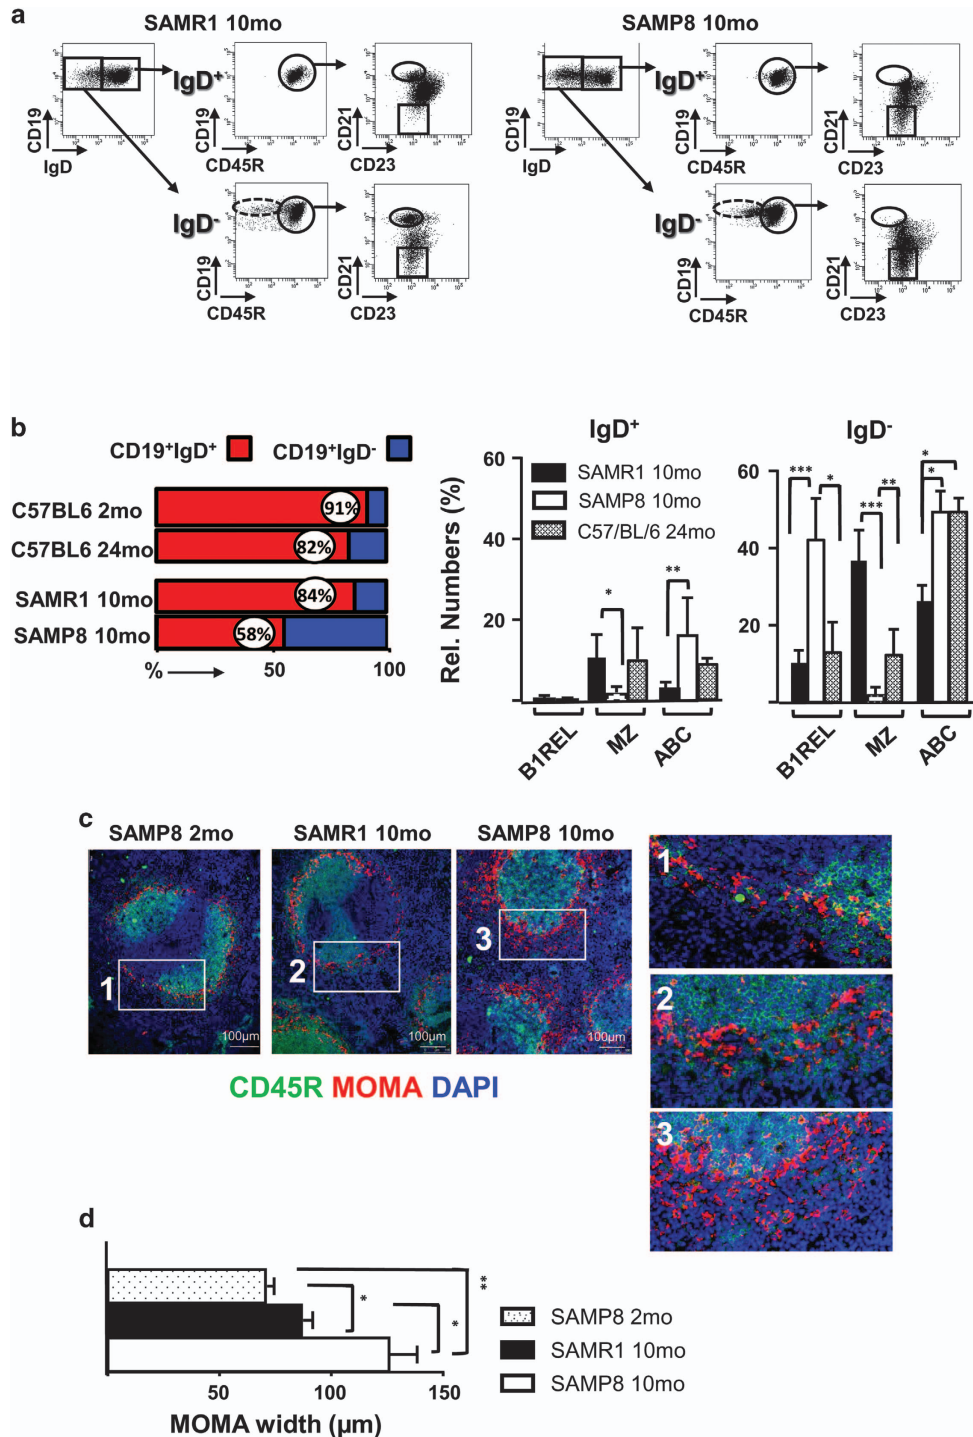 a
SAMR1 10mo
SAMP8 10mo
CD19
IgD
IgD+
CD19
CD45R
CD21
CD23
IgD-
CD19
CD45R
CD21
CD23
CD19
IgD
IgD+
CD19
CD45R
CD21
CD23
IgD-
CD19
CD45R
CD21
CD23
b
CD19+IgD+
CD19+IgD-
C57BL6 2mo
91%
C57BL6 24mo
82%
SAMR1 10mo
84%
SAMP8 10mo
58%
%
50
100
IgD+
Rel. Numbers (%)
60
40
20
SAMR1 10mo
SAMP8 10mo
C57/BL/6 24mo
*
**
B1REL
MZ
ABC
IgD-
60
40
20
***
*
***
**
*
*
B1REL
MZ
ABC
c
SAMP8 2mo
SAMR1 10mo
SAMP8 10mo
1
100µm
2
100µm
3
100µm
1
2
3
CD45R MOMA DAPI
d
*
*
**
50
100
150
MOMA width (µm)
SAMP8 2mo
SAMR1 10mo
SAMP8 10mo